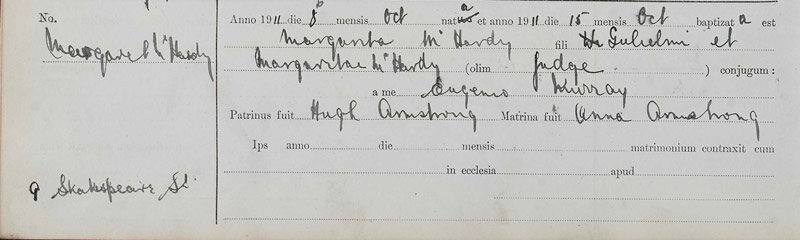 No.
Margaret McHardy
Anno 1911 die 8 mensis Oct nata et anno 1911 die 15 mensis Oct baptizata est
Margarita McHardy filia Gulielmi et
Margaritae McHardy (olim Judge) conjugum:
a me Eugenio Murray
Patrinus fuit Hugh Armstrong Matrina fuit Anna Armstrong
Ips anno die mensis matrimonium contraxit cum
in ecclesia apud
9 Shakspeare St